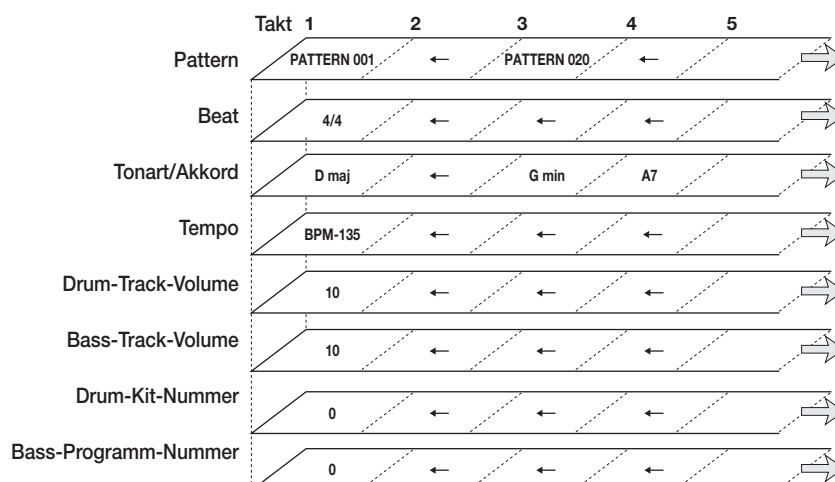 Takt 1 2 3 4 5
Pattern PATTERN 001 ← PATTERN 020 ←
Beat 4/4 ← ← ←
Tonart/Akkord D maj ← G min A7
Tempo BPM-135 ← ← ←
Drum-Track-Volume 10 ← ← ←
Bass-Track-Volume 10 ← ← ←
Drum-Kit-Nummer 0 ← ← ←
Bass-Programm-Nummer 0 ← ← ←